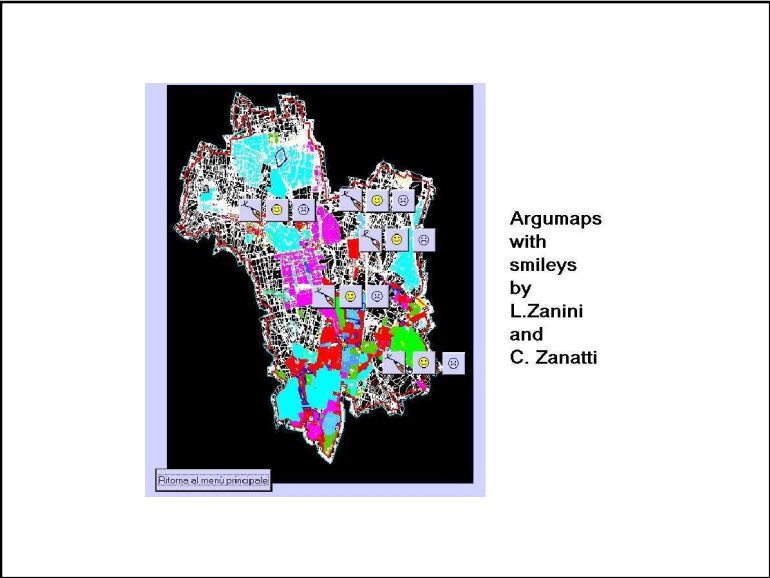 Argumaps
with
smileys
by
L.Zanini
and
C. Zanatti
Ritorna al menù principale